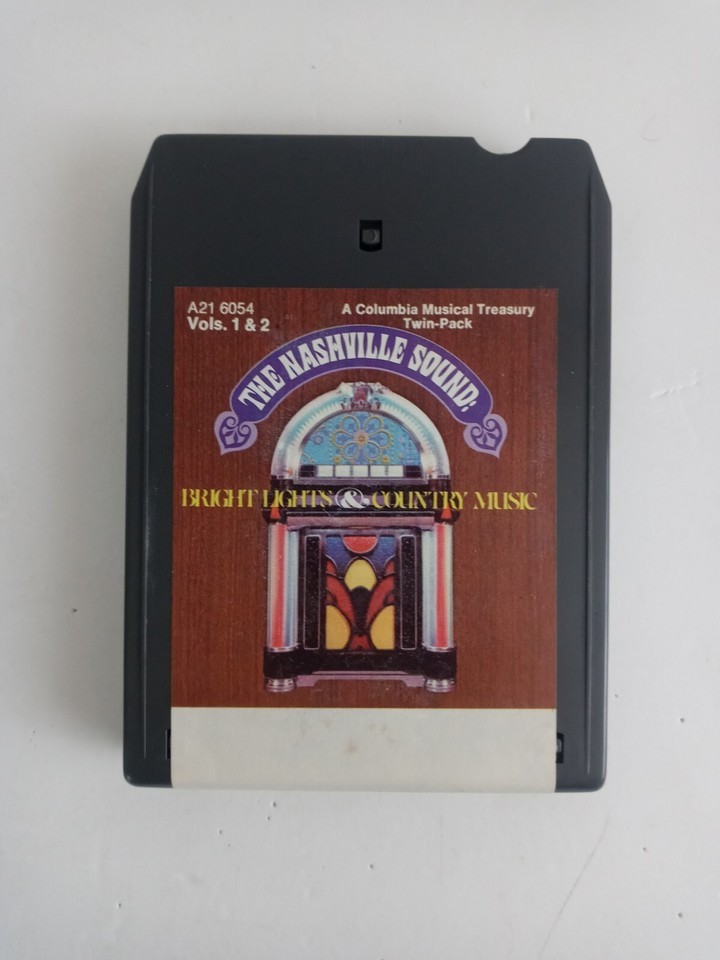 A21 6054
Vols. 1 & 2
A Columbia Musical Treasury
Twin-Pack
THE NASHVILLE SOUND:
BRIGHT LIGHTS & COUNTRY MUSIC